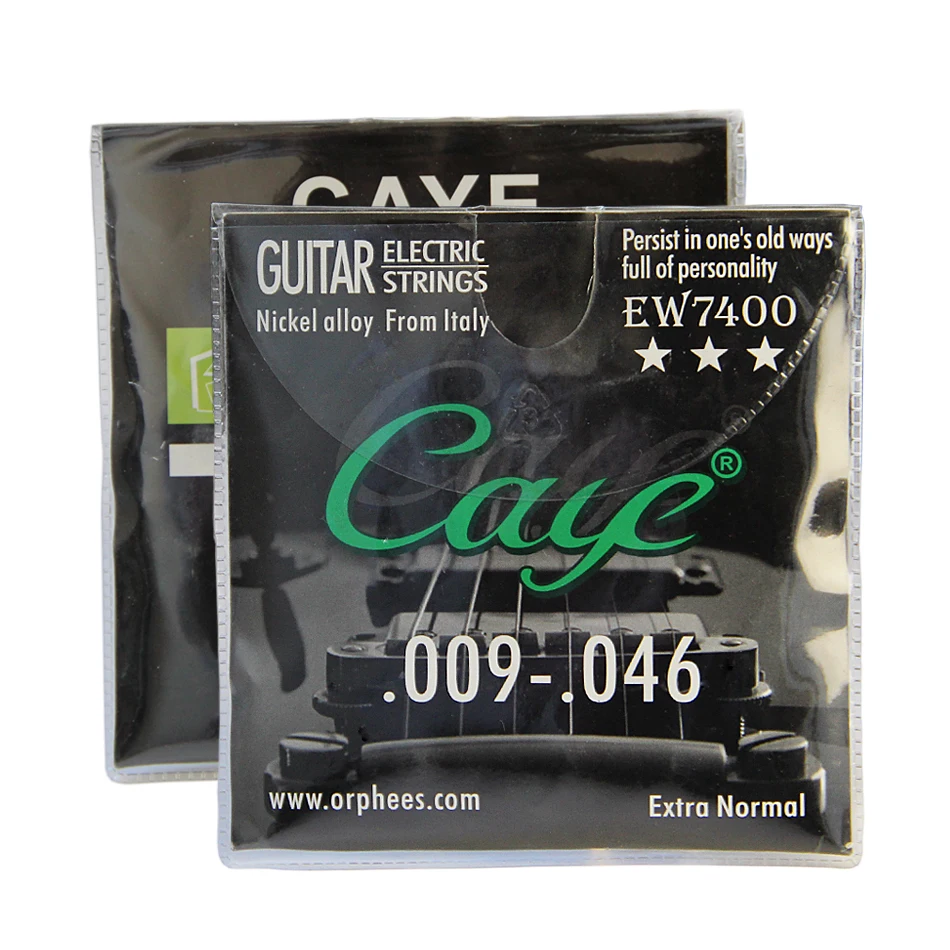 CAYE
GUITAR ELECTRIC STRINGS
Nickel alloy From Italy
Persist in one's old ways
full of personality
EW7400
Caye®
.009-.046
www.orphees.com
Extra Normal